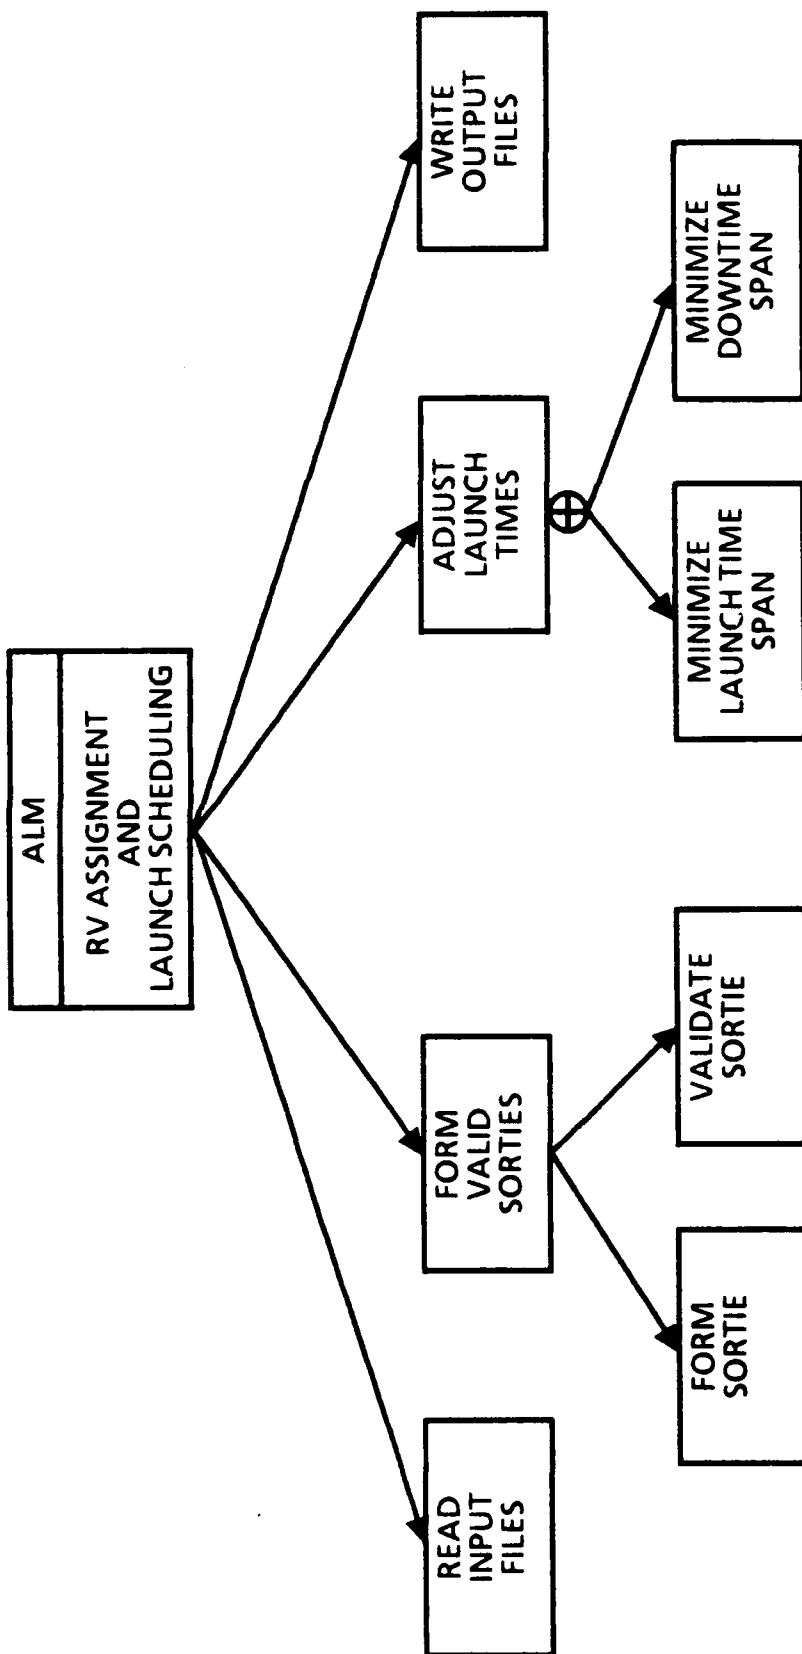 ALM
RV ASSIGNMENT
AND
LAUNCH SCHEDULING
READ
INPUT
FILES
FORM
VALID
SORTIES
ADJUST
LAUNCH
TIMES
WRITE
OUTPUT
FILES
FORM
SORTIE
VALIDATE
SORTIE
MINIMIZE
LAUNCH TIME
SPAN
MINIMIZE
DOWNTIME
SPAN